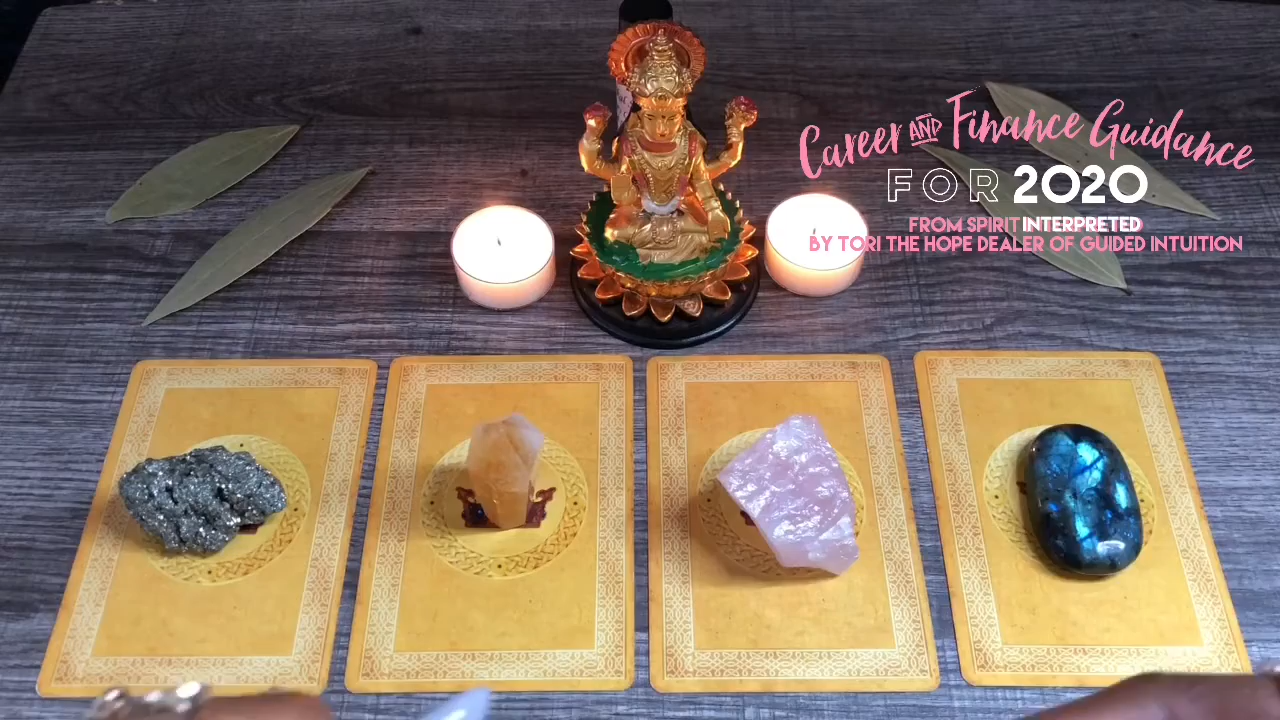 Career AND Finance Guidance
FOR 2020
FROM SPIRIT INTERPRETED
BY TORI THE HOPE DEALER OF GUIDED INTUITION